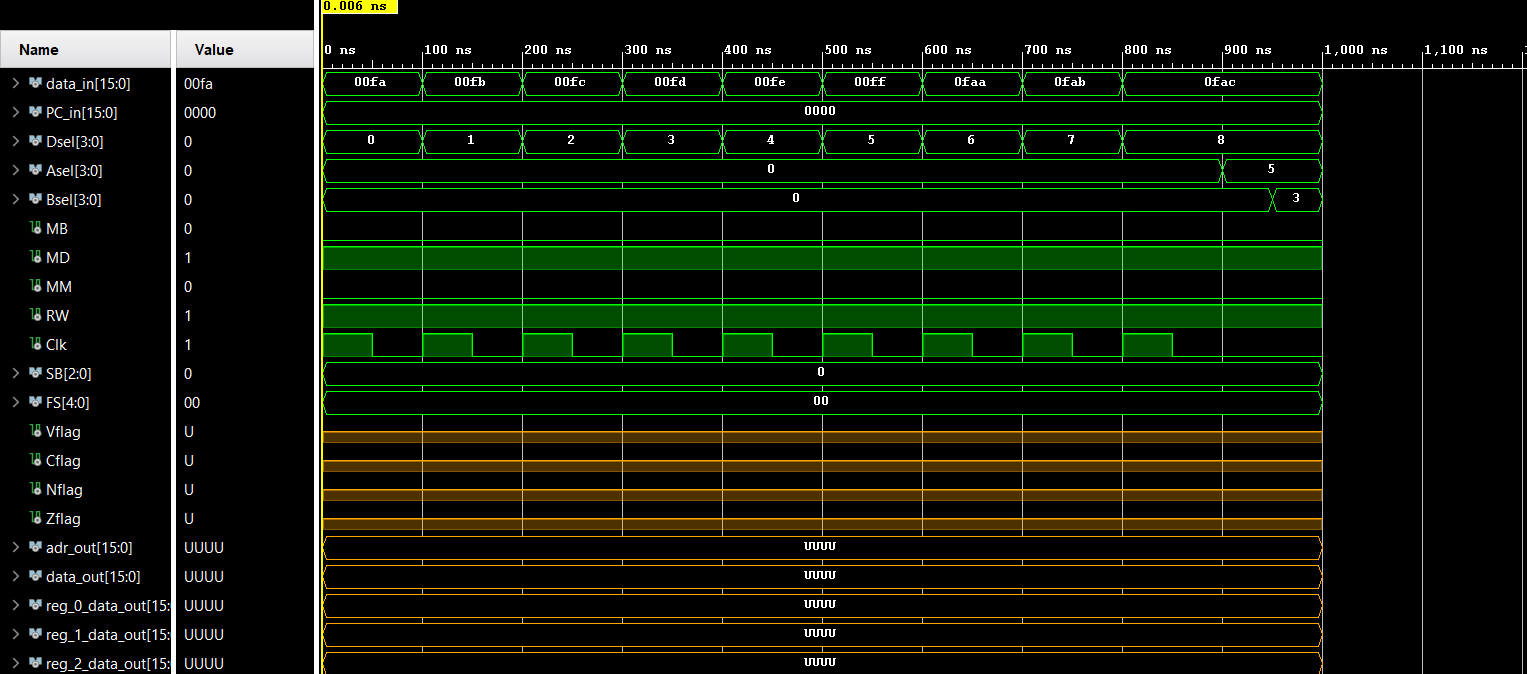 0.006 ns
Name Value 0 ns 100 ns 200 ns 300 ns 400 ns 500 ns 600 ns 700 ns 800 ns 900 ns 1,000 ns 1,100 ns
data_in[15:0] 00fa 00fa 00fb 00fc 00fd 00fe 00ff 0faa 0fab 0fac
PC_in[15:0] 0000 0000
Dsel[3:0] 0 0 1 2 3 4 5 6 7 8
Asel[3:0] 0 0 5
Bsel[3:0] 0 0 3
MB 0
MD 1
MM 0
RW 1
Clk 1
SB[2:0] 0 0
FS[4:0] 00 00
Vflag U
Cflag U
Nflag U
Zflag U
adr_out[15:0] UUUU UUUU
data_out[15:0] UUUU UUUU
reg_0_data_out[15: UUUU UUUU
reg_1_data_out[15: UUUU UUUU
reg_2_data_out[15: UUUU UUUU